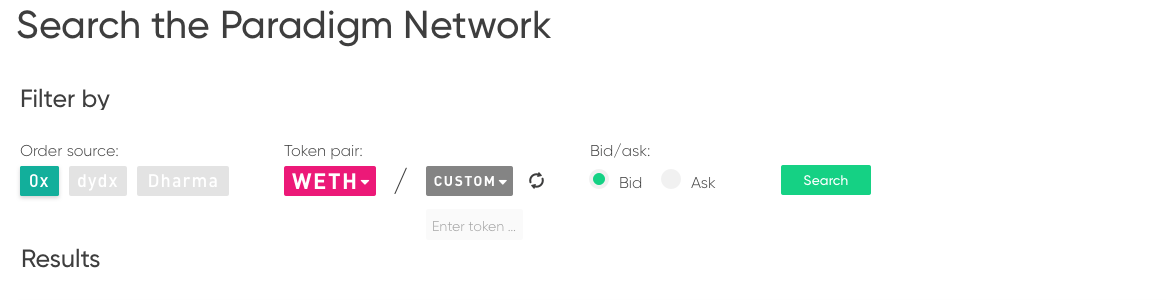 Search the Paradigm Network
Filter by
Order source: Token pair: Bid/ask:
0x dydx Dharma WETH / CUSTOM Bid Ask Search
Enter token ...
Results